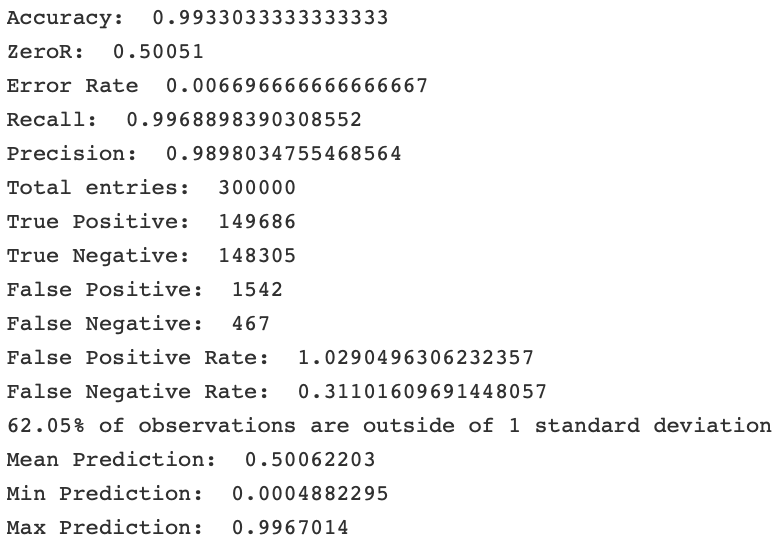 Accuracy:  0.9933033333333333
ZeroR:  0.50051
Error Rate  0.006696666666666667
Recall:  0.9968898390308552
Precision:  0.9898034755468564
Total entries:  300000
True Positive:  149686
True Negative:  148305
False Positive:  1542
False Negative:  467
False Positive Rate:  1.0290496306232357
False Negative Rate:  0.31101609691448057
62.05% of observations are outside of 1 standard deviation
Mean Prediction:  0.50062203
Min Prediction:  0.0004882295
Max Prediction:  0.9967014